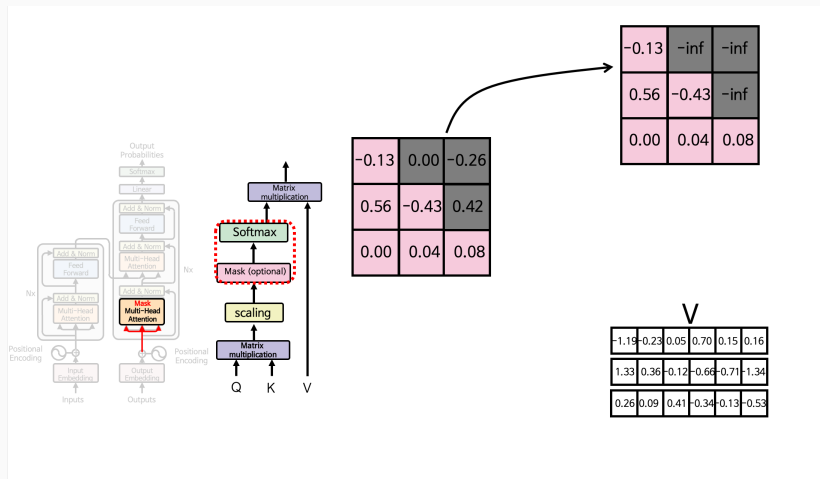 Output
Probabilities
Softmax
Linear
Add & Norm
Feed
Forward
Add & Norm
Multi-Head
Attention
Nx
Add & Norm
Mask
Multi-Head
Attention
Add & Norm
Feed
Forward
Nx
Add & Norm
Multi-Head
Attention
Positional
Encoding
Positional
Encoding
Input
Embedding
Output
Embedding
Inputs
Outputs
Matrix
multiplication
Softmax
Mask (optional)
scaling
Matrix
multiplication
Q K V
-0.13 0.00 -0.26
0.56 -0.43 0.42
0.00 0.04 0.08
-0.13 -inf -inf
0.56 -0.43 -inf
0.00 0.04 0.08
V
-1.19 -0.23 0.05 0.70 0.15 0.16
1.33 0.36 -0.12 -0.66 -0.71 -1.34
0.26 0.09 0.41 -0.34 -0.13 -0.53